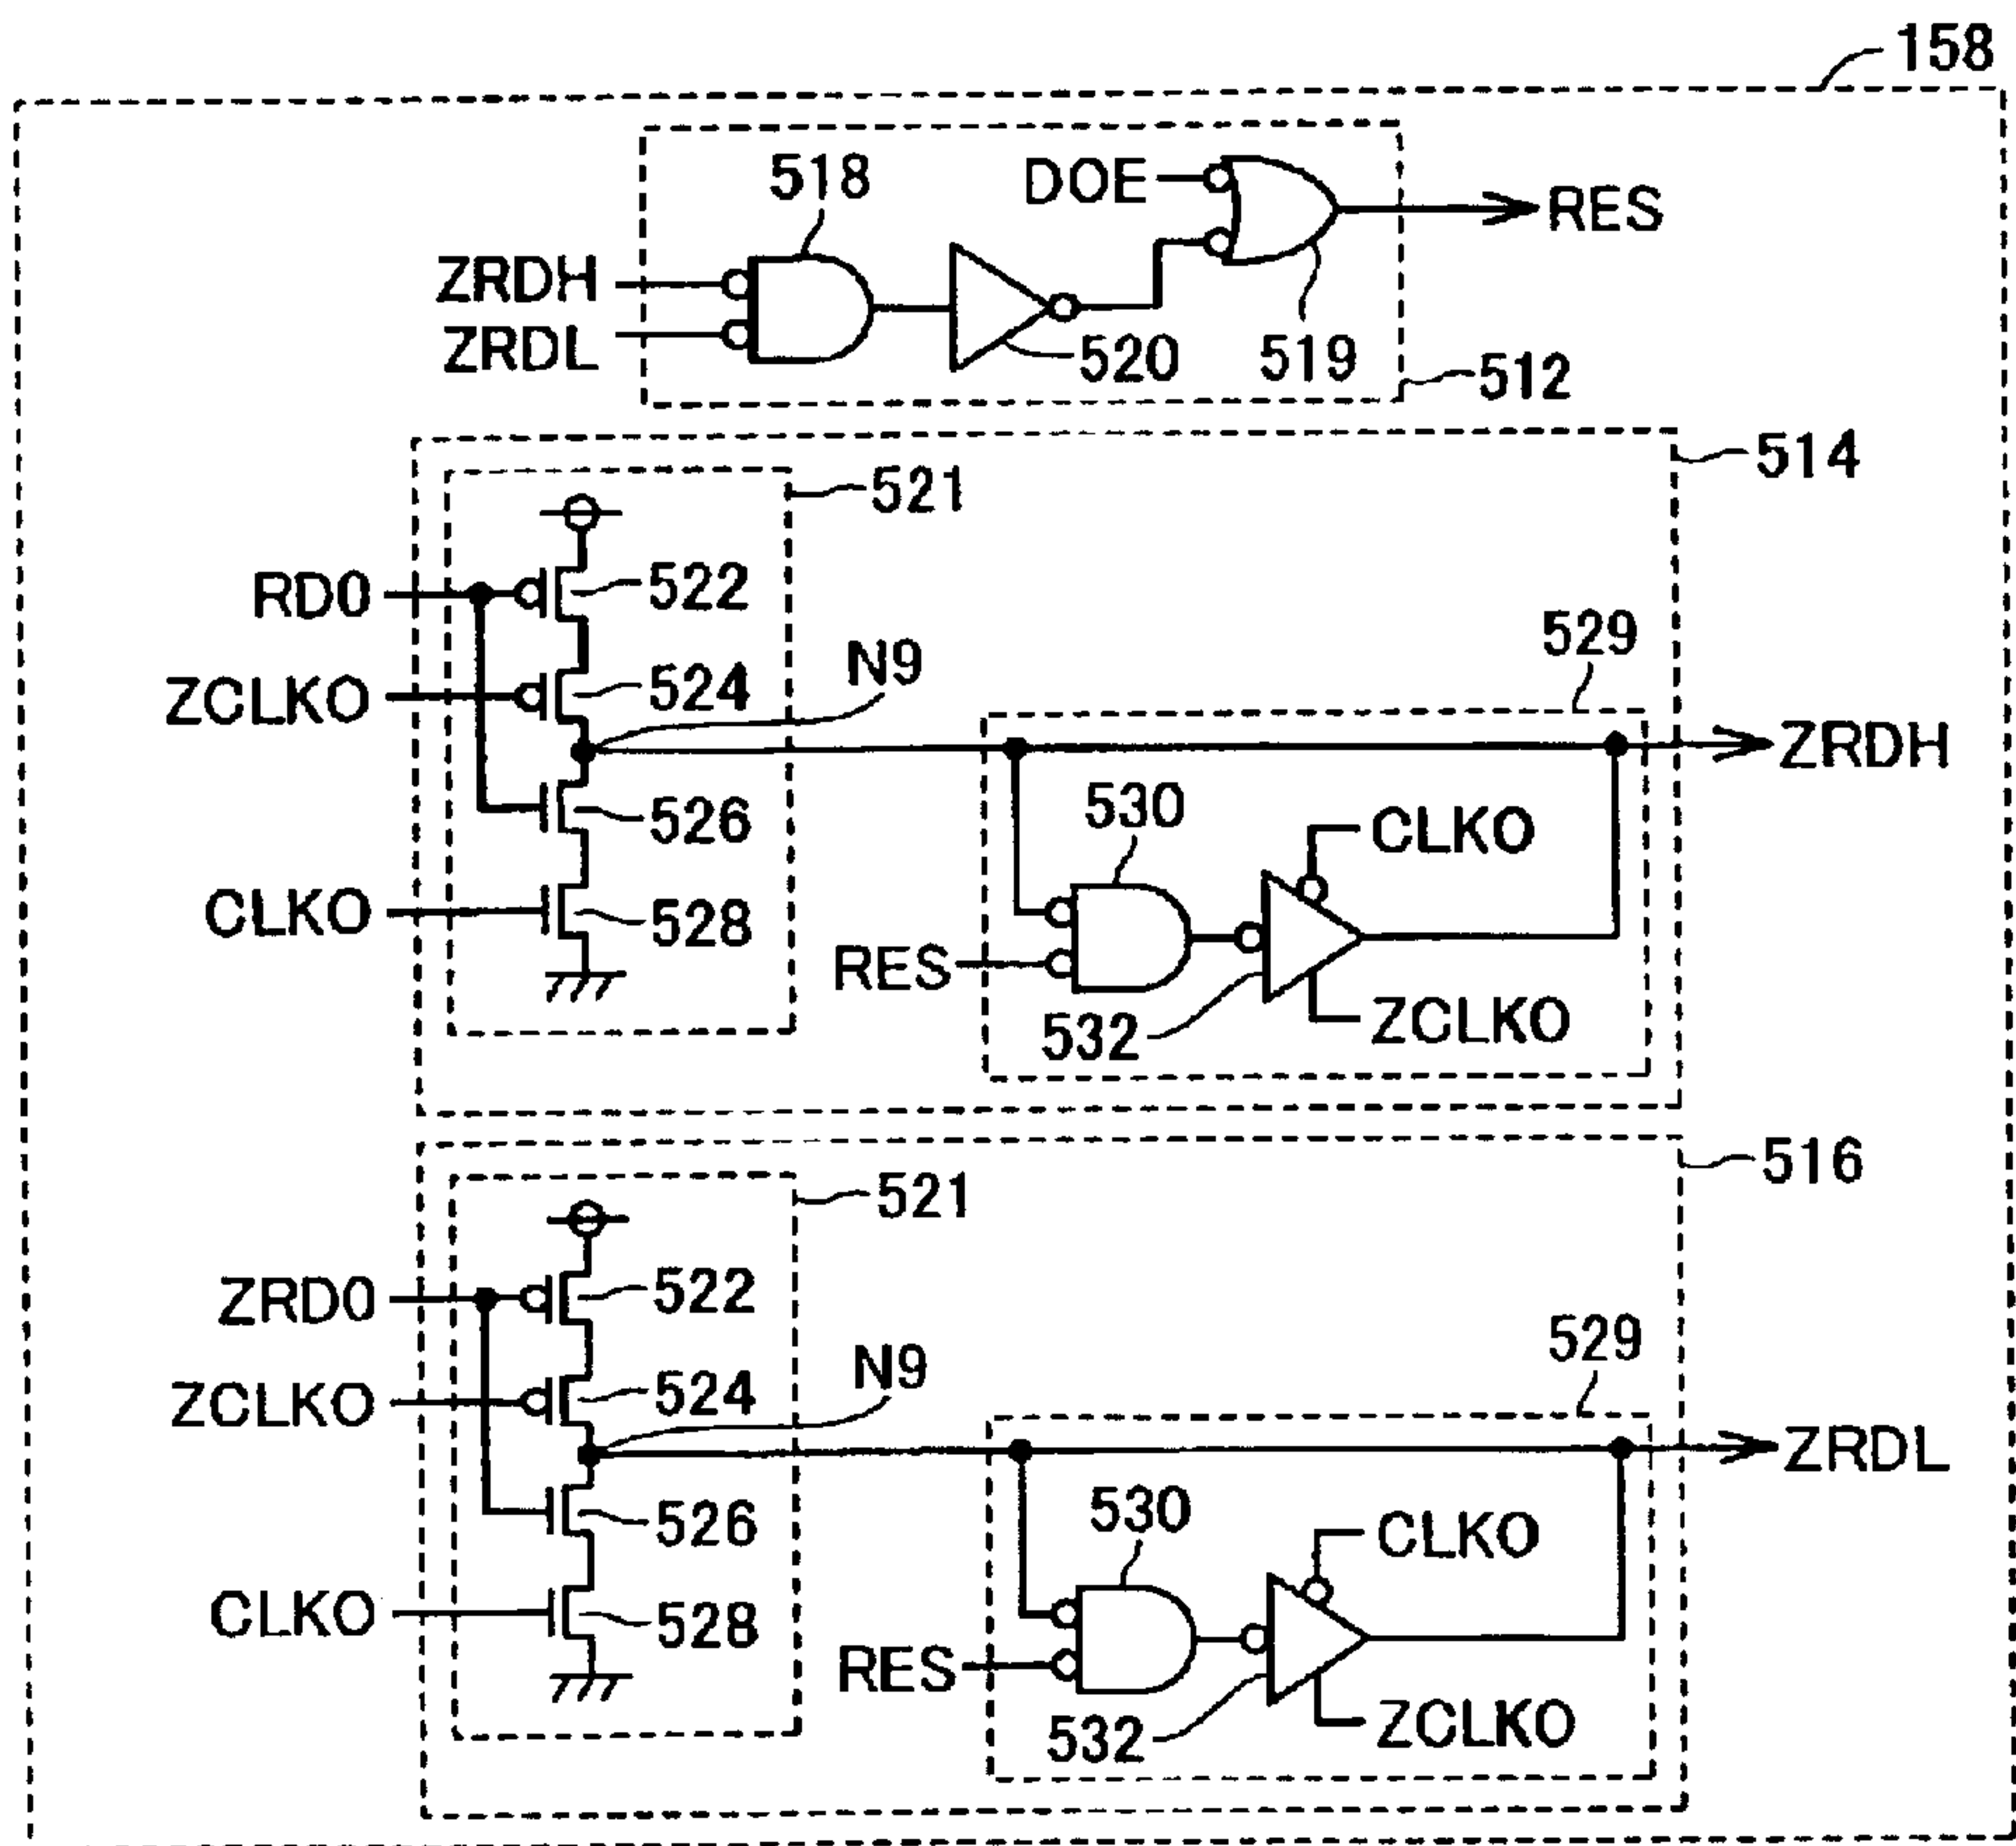 158
518
DOE
RES
ZRDH
ZRDL
520
519
512
514
521
RD0
522
529
ZCLKO
524
N9
ZRDH
526
530
CLKO
CLKO
528
RES
532
ZCLKO
516
521
ZRD0
522
529
ZCLKO
524
N9
ZRDL
526
530
CLKO
CLKO
528
RES
532
ZCLKO